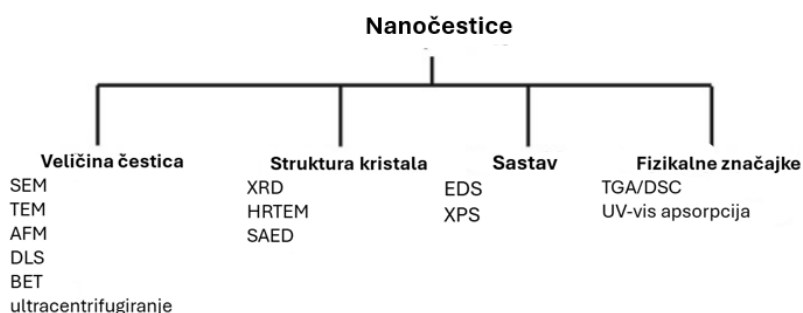 Nanočestice
Veličina čestica
SEM
TEM
AFM
DLS
BET
ultracentrifugiranje
Struktura kristala
XRD
HRTEM
SAED
Sastav
EDS
XPS
Fizikalne značajke
TGA/DSC
UV-vis apsorpcija